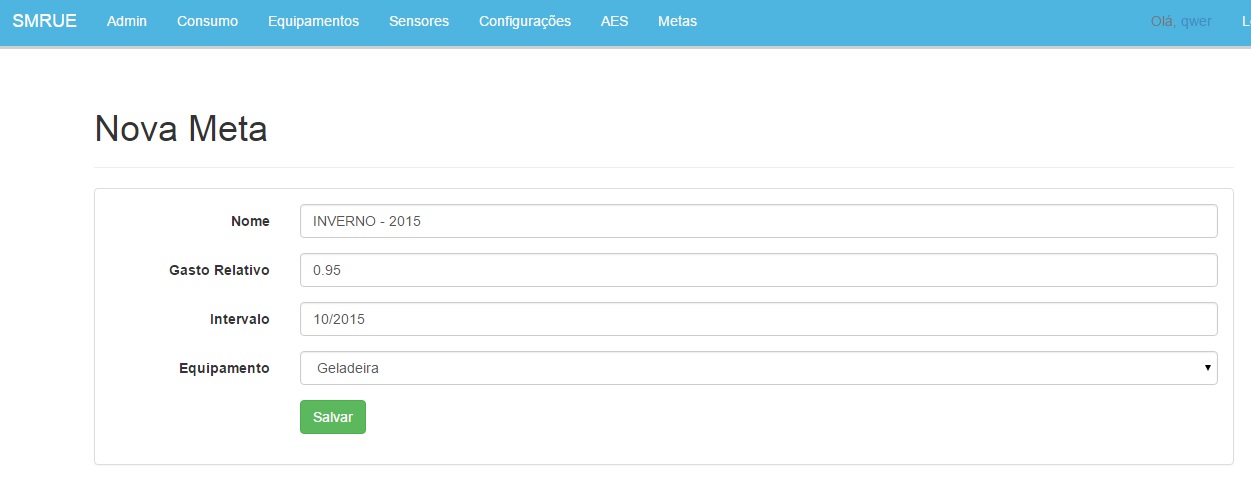 SMRUE Admin Consumo Equipamentos Sensores Configurações AES Metas Olá, qwer
Nova Meta
Nome INVERNO - 2015
Gasto Relativo 0.95
Intervalo 10/2015
Equipamento Geladeira
Salvar